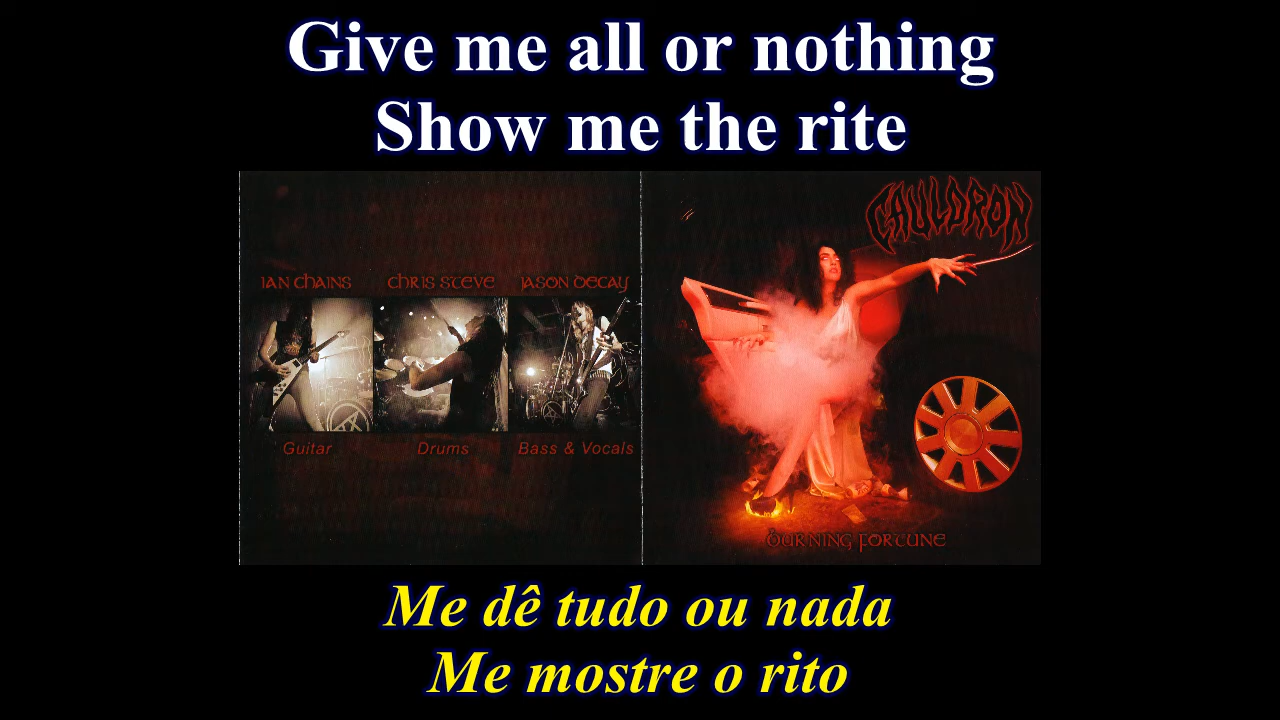 Give me all or nothing
Show me the rite
CAULDRON
IAN CHAINS CHRIS STEVE JASON DECAY
Guitar Drums Bass & Vocals
BURNING FORTUNE
Me dê tudo ou nada
Me mostre o rito